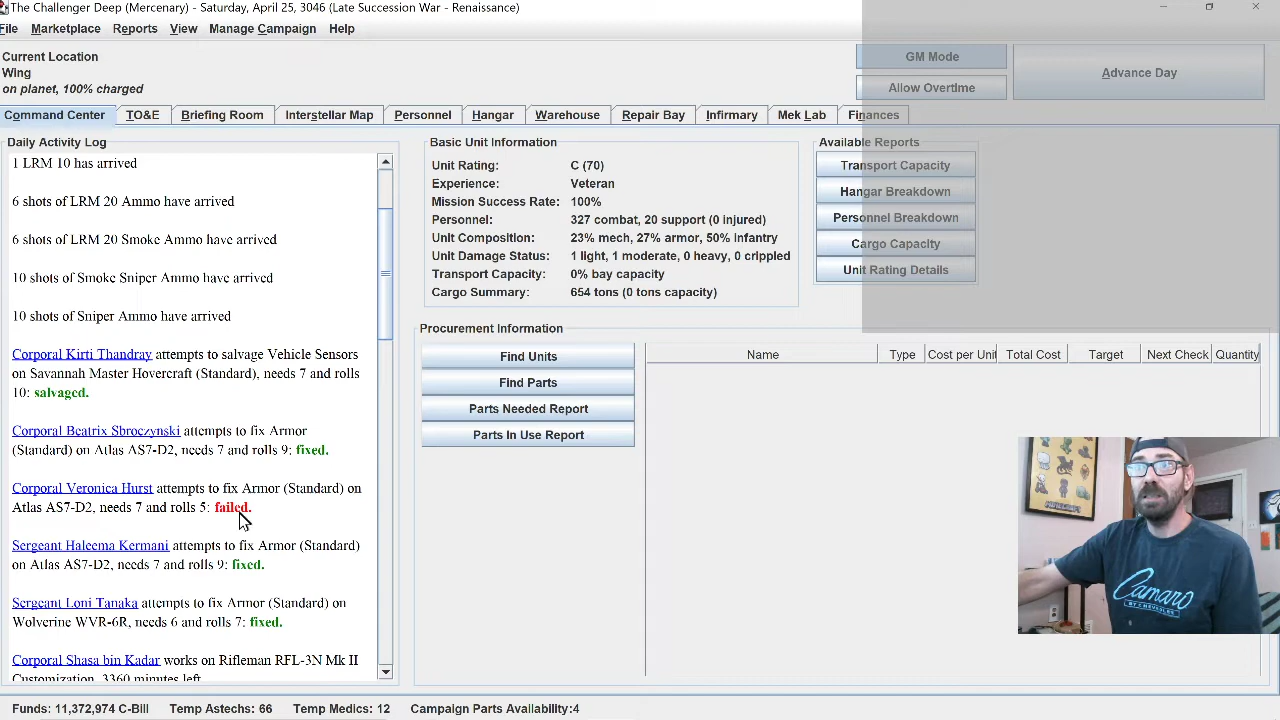 The Challenger Deep (Mercenary) - Saturday, April 25, 3046 (Late Succession War - Renaissance)
File Marketplace Reports View Manage Campaign Help
Current Location
Wing
on planet, 100% charged
GM Mode
Allow Overtime
Advance Day
Command Center TO&E Briefing Room Interstellar Map Personnel Hangar Warehouse Repair Bay Infirmary Mek Lab Finances
Daily Activity Log
1 LRM 10 has arrived
6 shots of LRM 20 Ammo have arrived
6 shots of LRM 20 Smoke Ammo have arrived
10 shots of Smoke Sniper Ammo have arrived
10 shots of Sniper Ammo have arrived
Corporal Kirti Thandray attempts to salvage Vehicle Sensors
on Savannah Master Hovercraft (Standard), needs 7 and rolls
10: salvaged.
Corporal Beatrix Sbroczynski attempts to fix Armor
(Standard) on Atlas AS7-D2, needs 7 and rolls 9: fixed.
Corporal Veronica Hurst attempts to fix Armor (Standard) on
Atlas AS7-D2, needs 7 and rolls 5: failed.
Sergeant Haleema Kermani attempts to fix Armor (Standard)
on Atlas AS7-D2, needs 7 and rolls 9: fixed.
Sergeant Loni Tanaka attempts to fix Armor (Standard) on
Wolverine WVR-6R, needs 6 and rolls 7: fixed.
Corporal Shasa bin Kadar works on Rifleman RFL-3N Mk II
Customization, 3360 minutes left
Basic Unit Information
Unit Rating: C (70)
Experience: Veteran
Mission Success Rate: 100%
Personnel: 327 combat, 20 support (0 injured)
Unit Composition: 23% mech, 27% armor, 50% infantry
Unit Damage Status: 1 light, 1 moderate, 0 heavy, 0 crippled
Transport Capacity: 0% bay capacity
Cargo Summary: 654 tons (0 tons capacity)
Available Reports
Transport Capacity
Hangar Breakdown
Personnel Breakdown
Cargo Capacity
Unit Rating Details
Procurement Information
Find Units
Find Parts
Parts Needed Report
Parts In Use Report
Name Type Cost per Unit Total Cost Target Next Check Quantity
Camaro
BY CHEVROLET
Funds: 11,372,974 C-Bill Temp Astechs: 66 Temp Medics: 12 Campaign Parts Availability:4